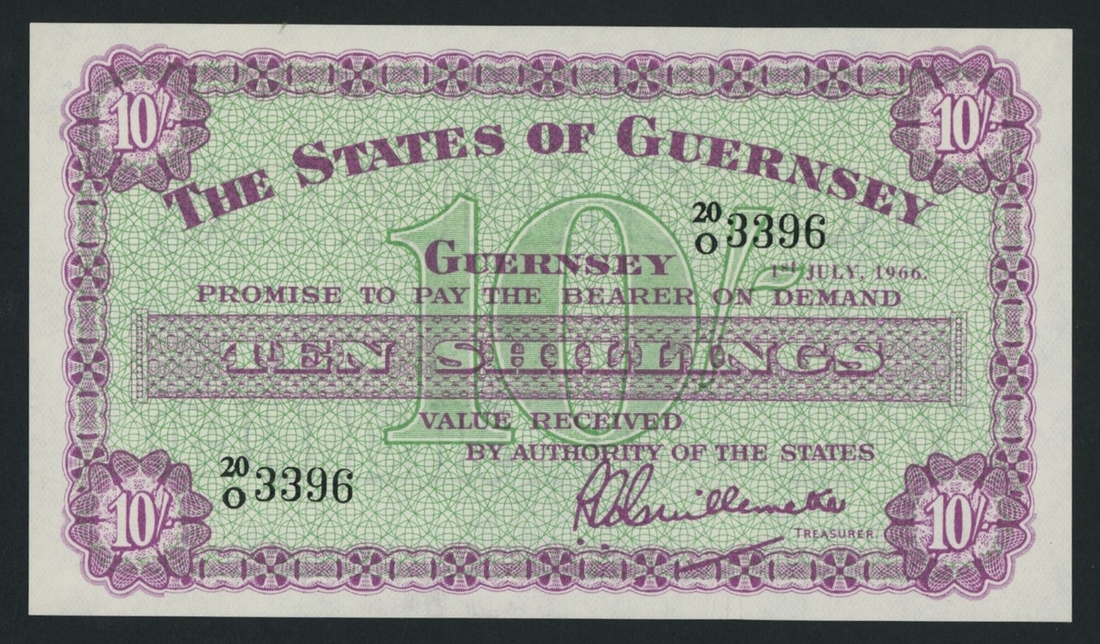 10/- 10/-
THE STATES OF GUERNSEY
20/O 3396
GUERNSEY
1st JULY, 1966.
PROMISE TO PAY THE BEARER ON DEMAND
10/-
TEN SHILLINGS
VALUE RECEIVED
BY AUTHORITY OF THE STATES
20/O 3396
TREASURER
10/- 10/-